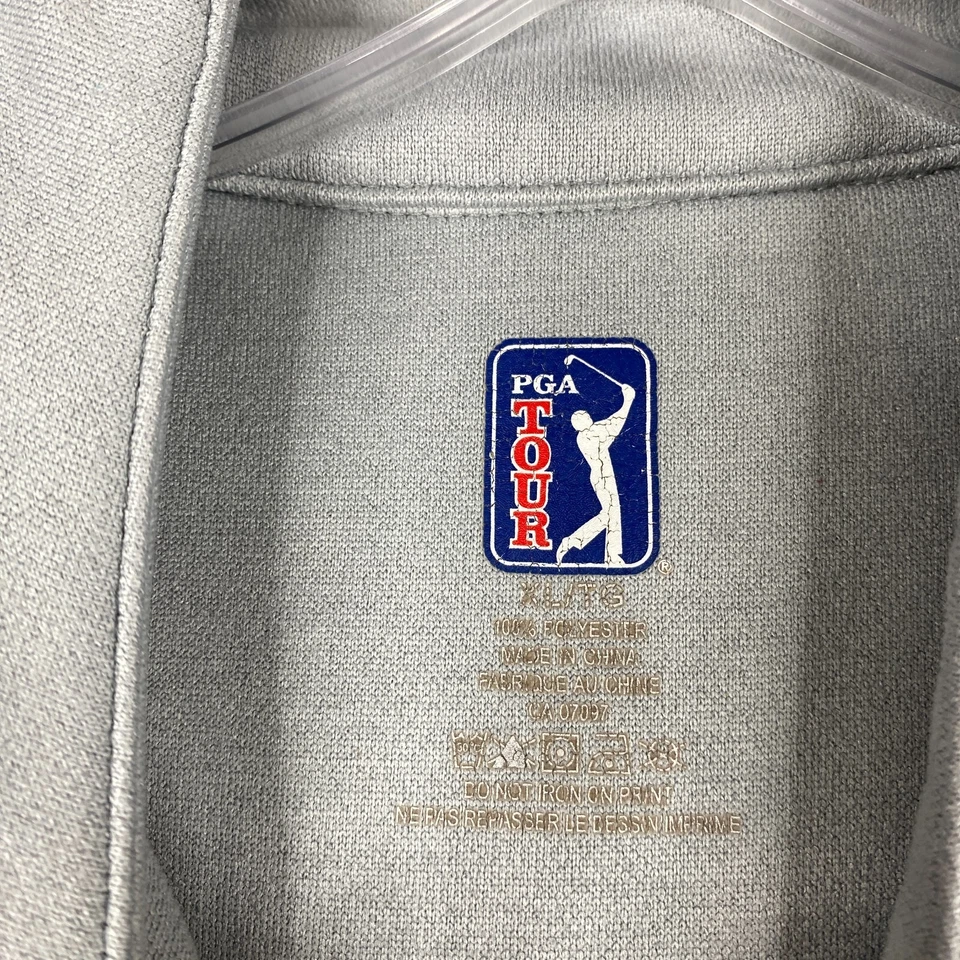 PGA
TOUR
®
XL/TG
100% POLYESTER
MADE IN CHINA
FABRIQUE AU CHINE
CA 07097
DO NOT IRON ON PRINT
NE PAS REPASSER LE DESSIN IMPRIME